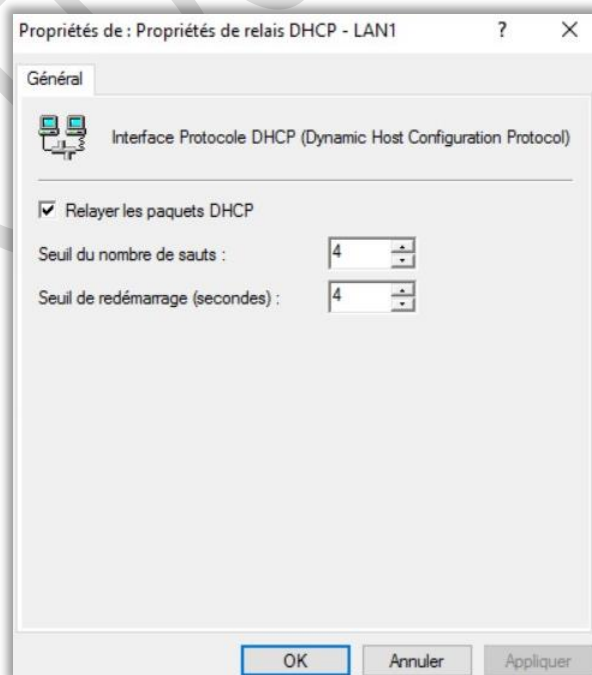 Propriétés de : Propriétés de relais DHCP - LAN1 ? ×
Général
Interface Protocole DHCP (Dynamic Host Configuration Protocol)
Relayer les paquets DHCP
Seuil du nombre de sauts : 4
Seuil de redémarrage (secondes) : 4
OK Annuler Appliquer